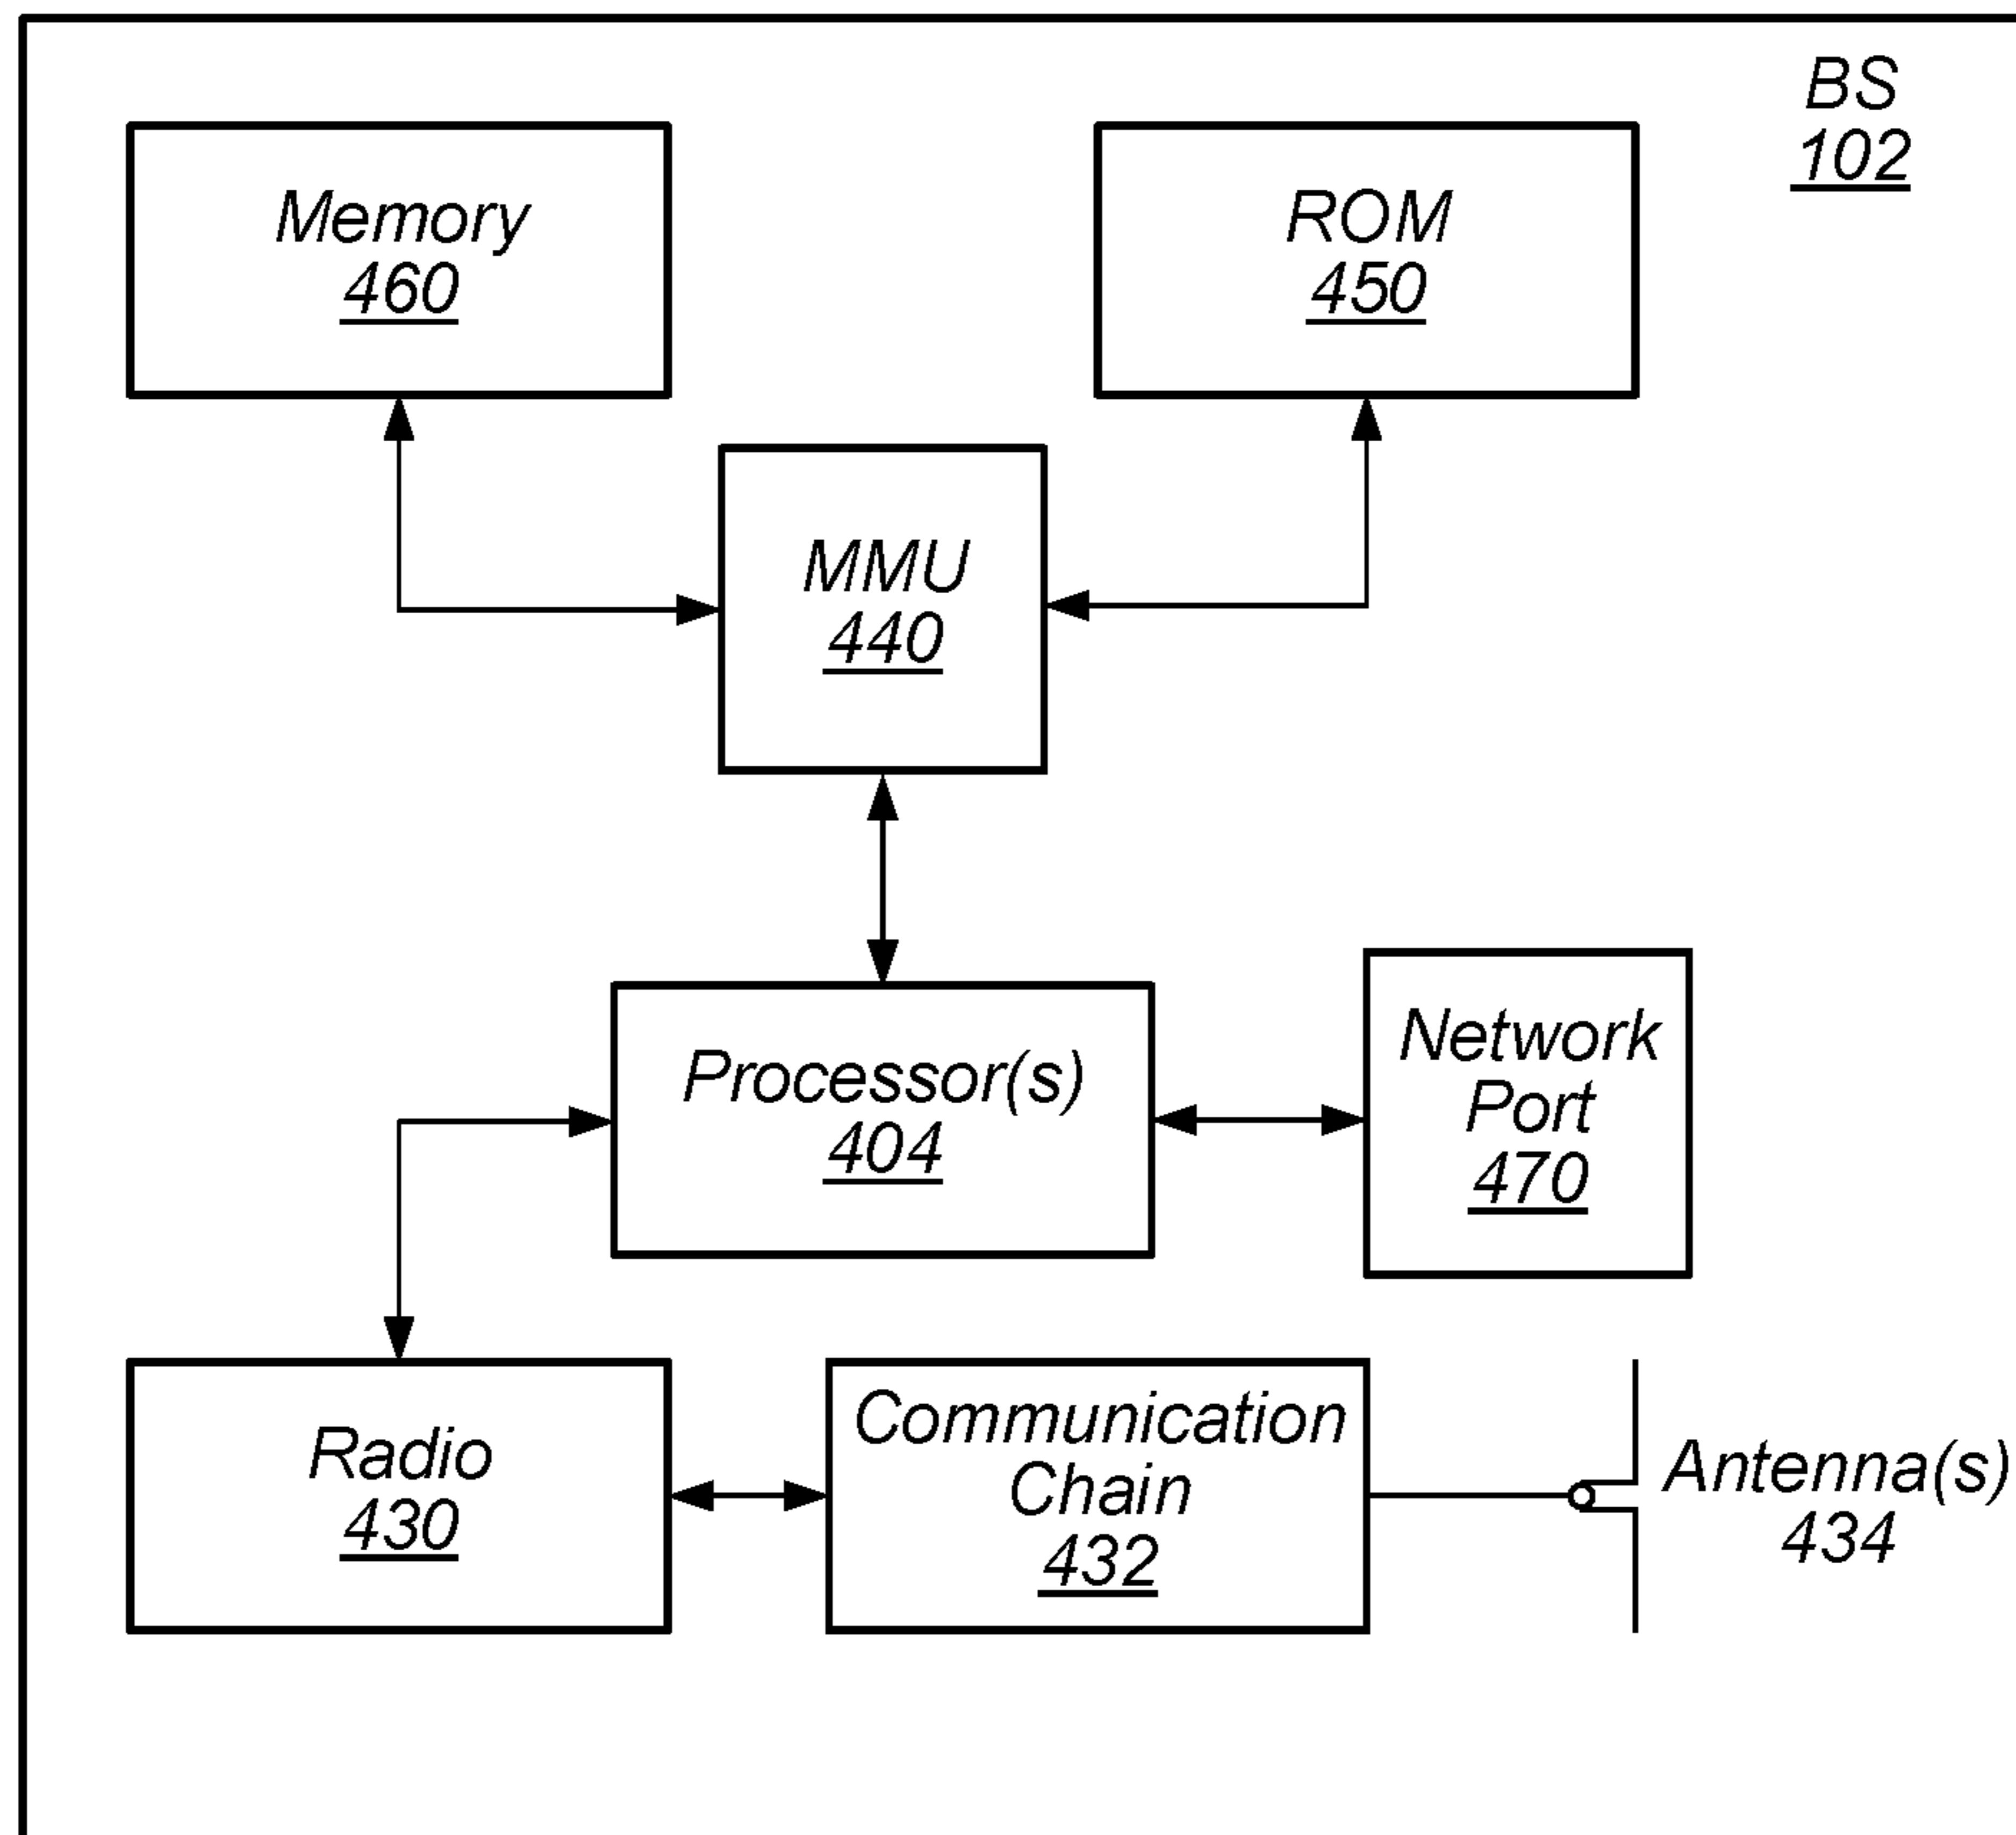 BS
102
Memory
460
ROM
450
MMU
440
Processor(s)
404
Network
Port
470
Radio
430
Communication
Chain
432
Antenna(s)
434